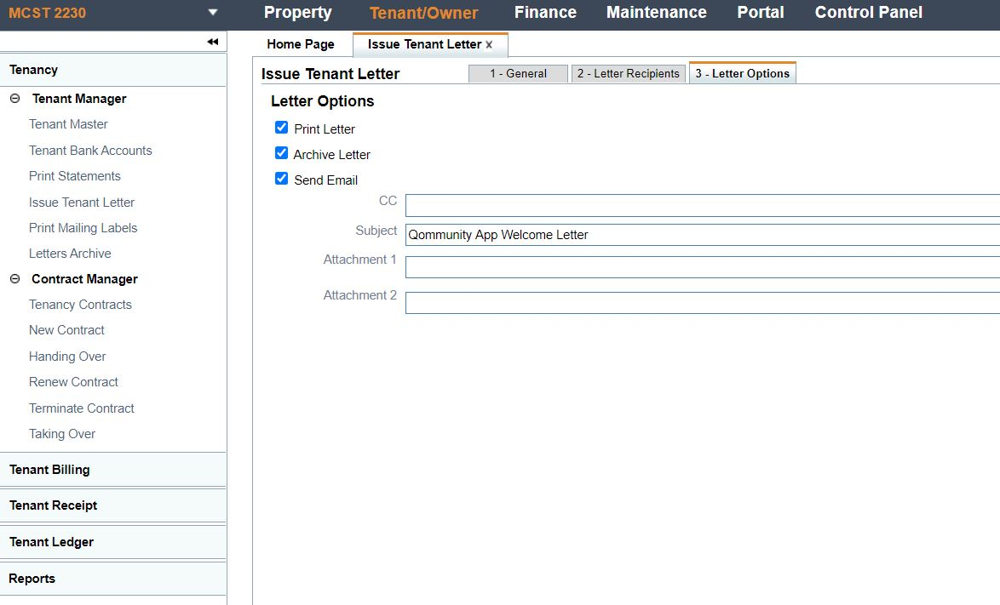 MCST 2230
Property Tenant/Owner Finance Maintenance Portal Control Panel
Home Page Issue Tenant Letter x
Tenancy
Tenant Manager
Tenant Master
Tenant Bank Accounts
Print Statements
Issue Tenant Letter
Print Mailing Labels
Letters Archive
Contract Manager
Tenancy Contracts
New Contract
Handing Over
Renew Contract
Terminate Contract
Taking Over
Tenant Billing
Tenant Receipt
Tenant Ledger
Reports
Issue Tenant Letter
1 - General 2 - Letter Recipients 3 - Letter Options
Letter Options
Print Letter
Archive Letter
Send Email
CC
Subject Qommunity App Welcome Letter
Attachment 1
Attachment 2